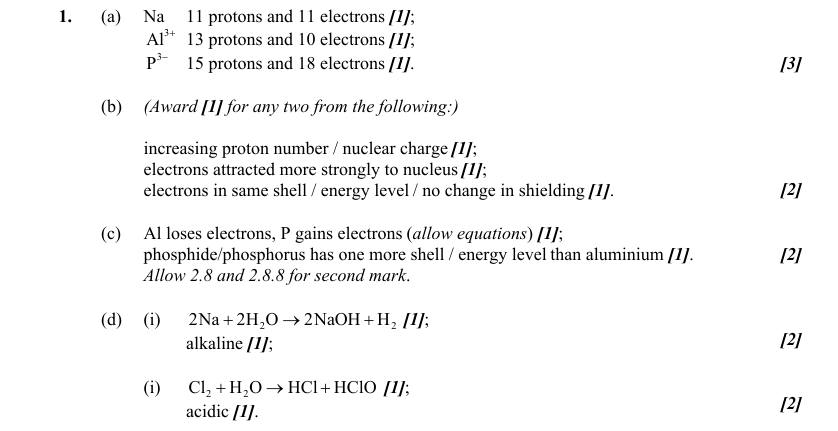 1. (a) Na 11 protons and 11 electrons [1];
Al³⁺ 13 protons and 10 electrons [1];
P³⁻ 15 protons and 18 electrons [1]. [3]
(b) (Award [1] for any two from the following:)
increasing proton number / nuclear charge [1];
electrons attracted more strongly to nucleus [1];
electrons in same shell / energy level / no change in shielding [1]. [2]
(c) Al loses electrons, P gains electrons (allow equations) [1];
phosphide/phosphorus has one more shell / energy level than aluminium [1]. [2]
Allow 2.8 and 2.8.8 for second mark.
(d) (i) 2Na + 2H₂O → 2NaOH + H₂ [1];
alkaline [1]; [2]
(i) Cl₂ + H₂O → HCl + HClO [1];
acidic [1]. [2]